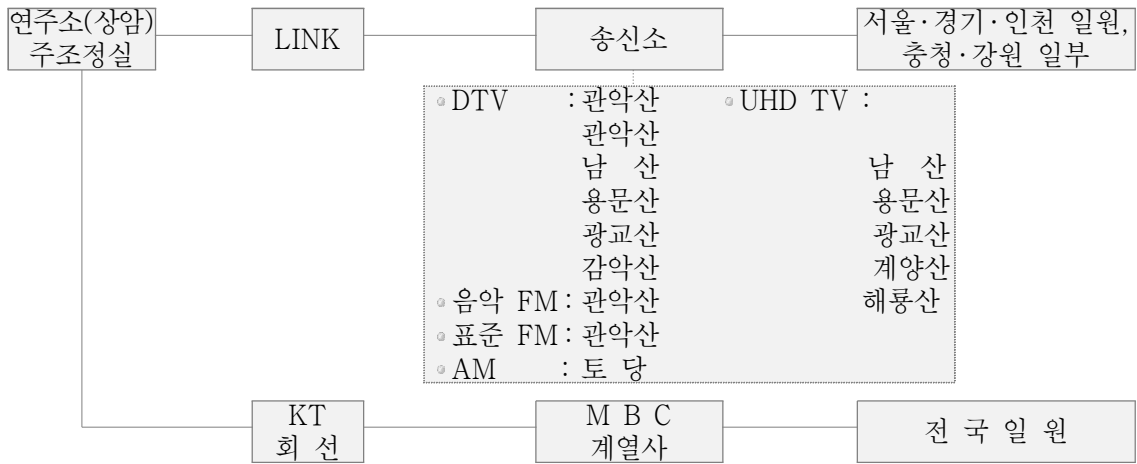 연주소(상암)
주조정실
LINK
송신소
서울·경기·인천 일원,
충청·강원 일부
DTV : 관악산 UHD TV :
관악산
남 산 남 산
용문산 용문산
광교산 광교산
감악산 계양산
음악 FM : 관악산 해룡산
표준 FM : 관악산
AM : 토 당
KT
회 선
M B C
계열사
전 국 일 원